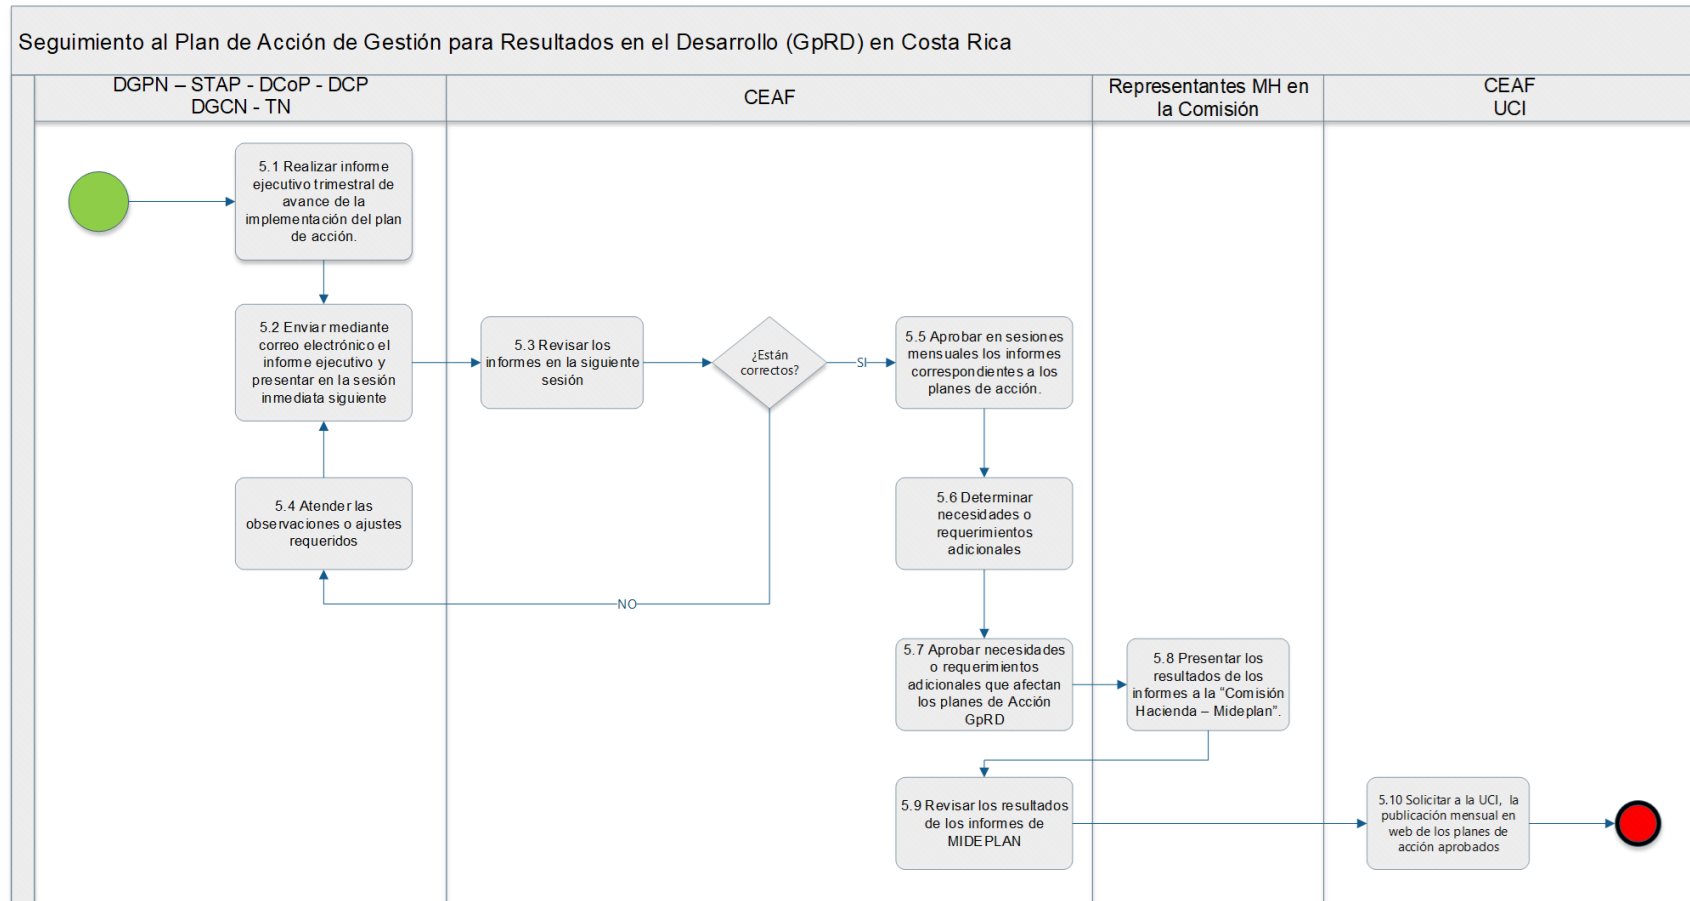 Seguimiento al Plan de Acción de Gestión para Resultados en el Desarrollo (GpRD) en Costa Rica
DGPN – STAP - DCoP - DCP
DGCN - TN
CEAF
Representantes MH en
la Comisión
CEAF
UCI
5.1 Realizar informe
ejecutivo trimestral de
avance de la
implementación del plan
de acción.
5.2 Enviar mediante
correo electrónico el
informe ejecutivo y
presentar en la sesión
inmediata siguiente
5.3 Revisar los
informes en la siguiente
sesión
¿Están
correctos?
SI
5.5 Aprobar en sesiones
mensuales los informes
correspondientes a los
planes de acción.
5.4 Atender las
observaciones o ajustes
requeridos
NO
5.6 Determinar
necesidades o
requerimientos
adicionales
5.7 Aprobar necesidades
o requerimientos
adicionales que afectan
los planes de Acción
GpRD
5.8 Presentar los
resultados de los
informes a la “Comisión
Hacienda – Mideplan”.
5.9 Revisar los resultados
de los informes de
MIDEPLAN
5.10 Solicitar a la UCI, la
publicación mensual en
web de los planes de
acción aprobados